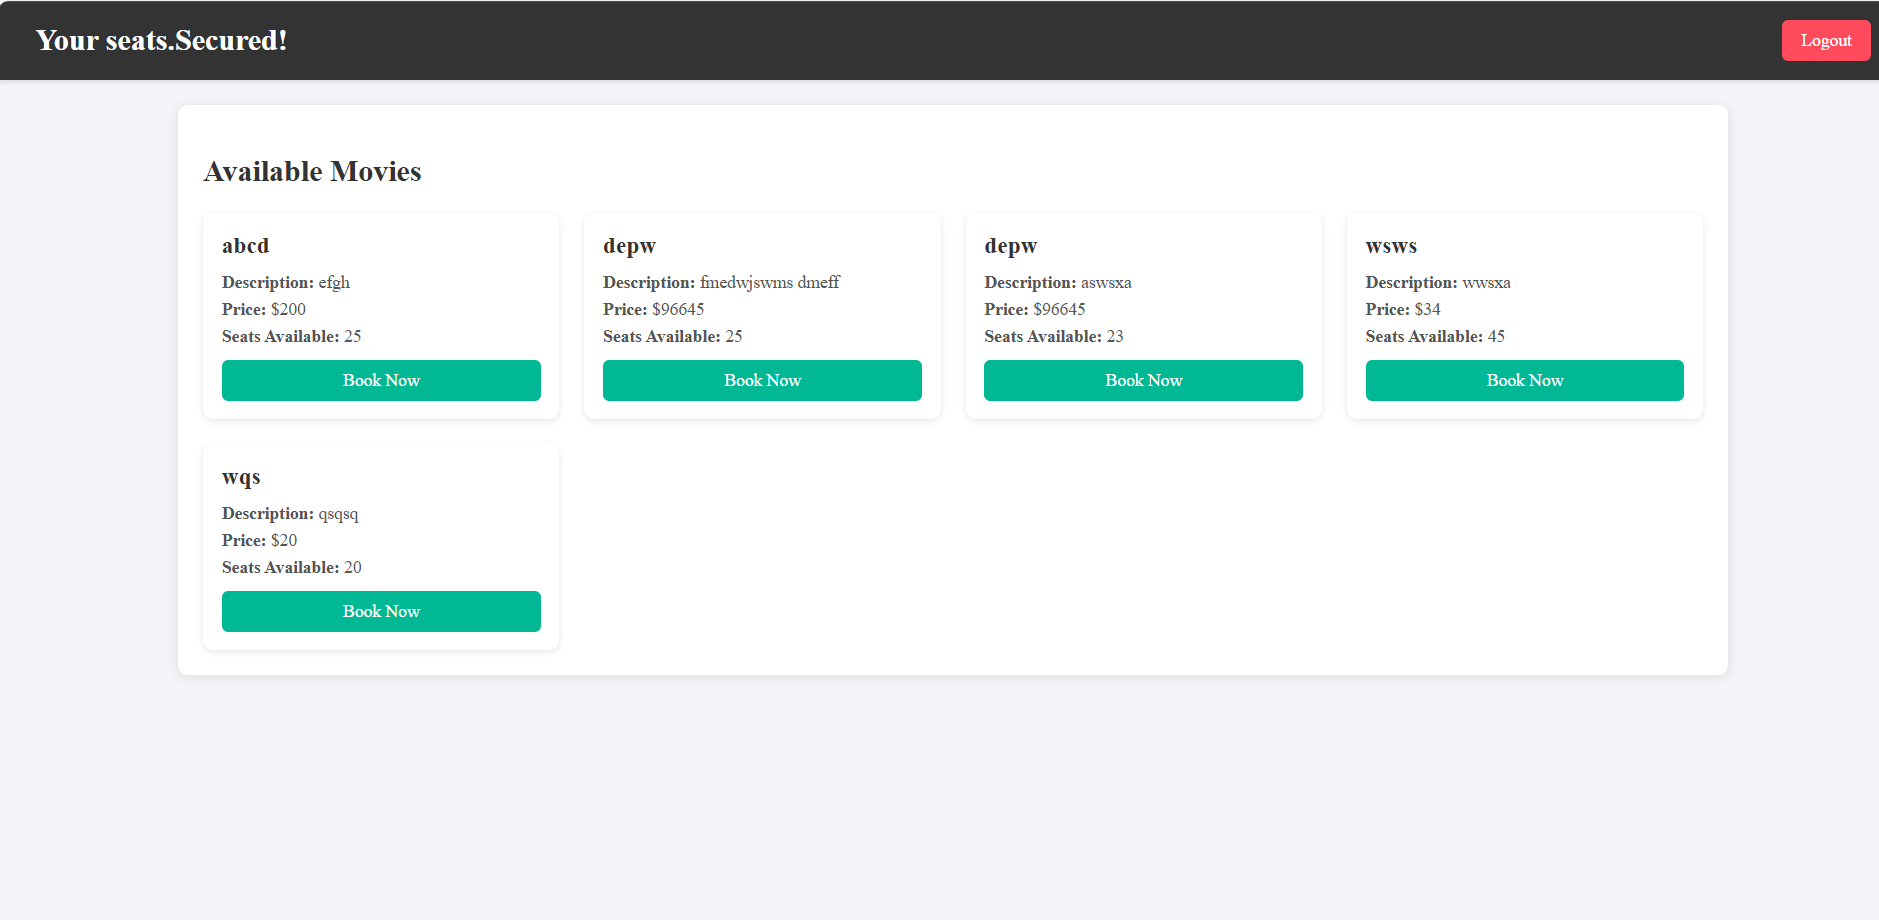 Your seats.Secured!
Logout
Available Movies
abcd
Description: efgh
Price: $200
Seats Available: 25
Book Now
depw
Description: fmedwjswms dmeff
Price: $96645
Seats Available: 25
Book Now
depw
Description: aswsxa
Price: $96645
Seats Available: 23
Book Now
wsws
Description: wwsxa
Price: $34
Seats Available: 45
Book Now
wqs
Description: qsqsq
Price: $20
Seats Available: 20
Book Now